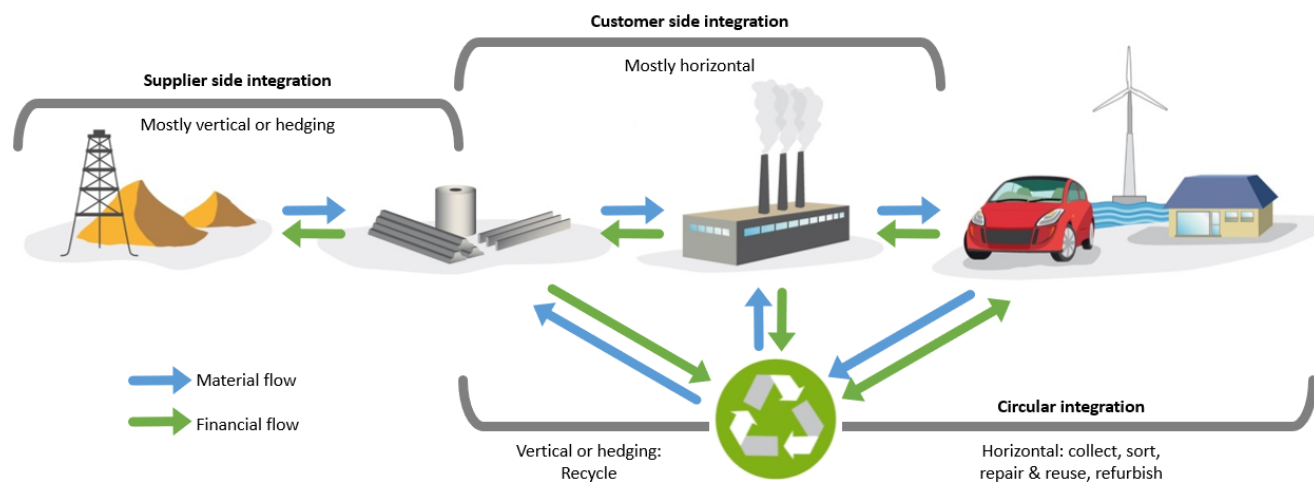 Customer side integration
Mostly horizontal
Supplier side integration
Mostly vertical or hedging
Material flow
Financial flow
Circular integration
Vertical or hedging:
Recycle
Horizontal: collect, sort,
repair & reuse, refurbish